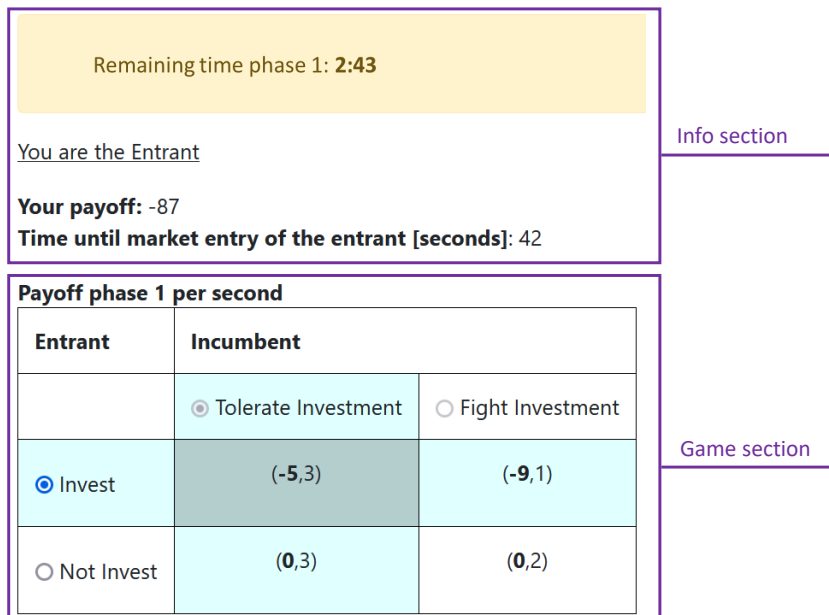 Remaining time phase 1: 2:43
Info section
You are the Entrant
Your payoff: -87
Time until market entry of the entrant [seconds]: 42
Payoff phase 1 per second
Entrant Incumbent
Tolerate Investment Fight Investment
Game section
Invest (-5,3) (-9,1)
Not Invest (0,3) (0,2)